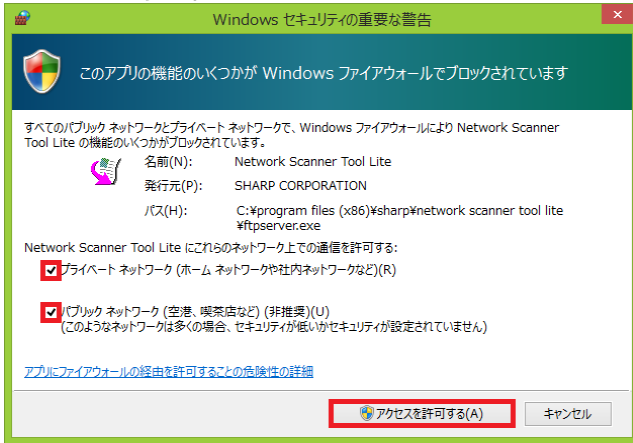 Windows セキュリティの重要な警告
このアプリの機能のいくつかが Windows ファイアウォールでブロックされています
すべてのパブリック ネットワークとプライベート ネットワークで、Windows ファイアウォールにより Network Scanner
Tool Lite の機能のいくつかがブロックされています。
名前(N): Network Scanner Tool Lite
発行元(P): SHARP CORPORATION
パス(H): C:¥program files (x86)¥sharp¥network scanner tool lite
¥ftpserver.exe
Network Scanner Tool Lite にこれらのネットワーク上での通信を許可する:
プライベート ネットワーク (ホーム ネットワークや社内ネットワークなど)(R)
パブリック ネットワーク (空港、喫茶店など) (非推奨)(U)
(このようなネットワークは多くの場合、セキュリティが低いかセキュリティが設定されていません)
アプリにファイアウォールの経由を許可することの危険性の詳細
アクセスを許可する(A) キャンセル